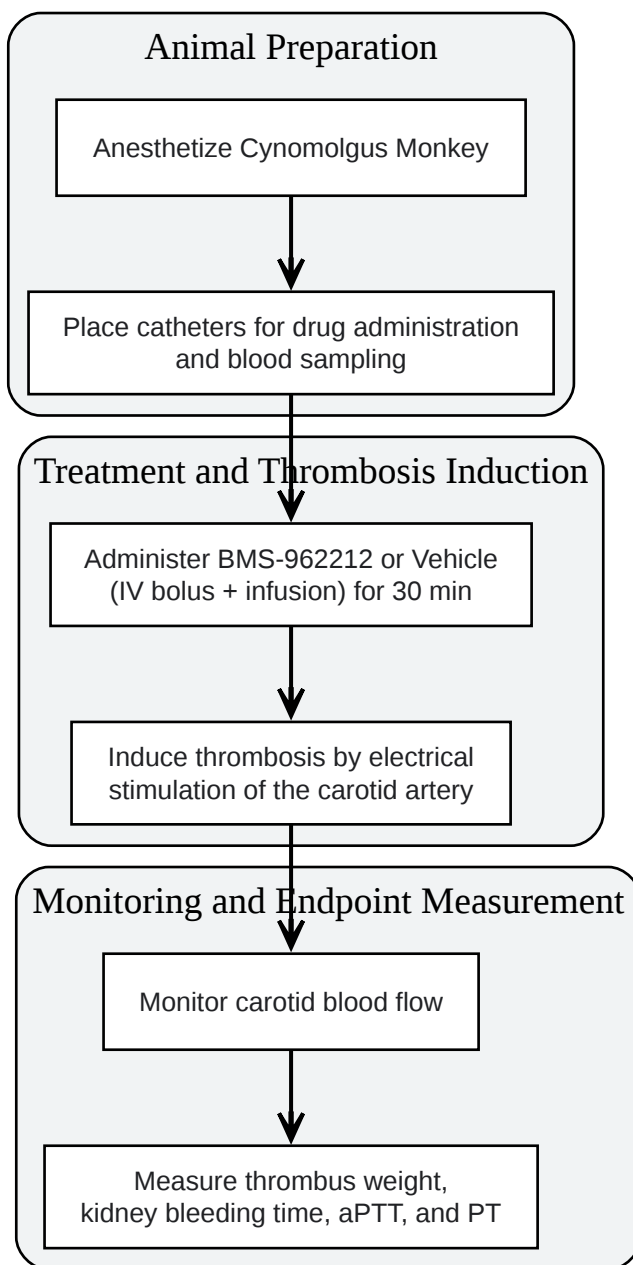 Animal Preparation
Anesthetize Cynomolgus Monkey
Place catheters for drug administration
and blood sampling
Treatment and Thrombosis Induction
Administer BMS-962212 or Vehicle
(IV bolus + infusion) for 30 min
Induce thrombosis by electrical
stimulation of the carotid artery
Monitoring and Endpoint Measurement
Monitor carotid blood flow
Measure thrombus weight,
kidney bleeding time, aPTT, and PT